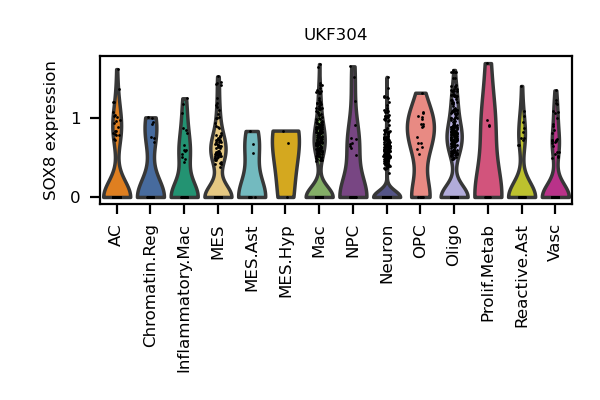 UKF304
SOX8 expression
1
0
AC
Chromatin.Reg
Inflammatory.Mac
MES
MES.Ast
MES.Hyp
Mac
NPC
Neuron
OPC
Oligo
Prolif.Metab
Reactive.Ast
Vasc